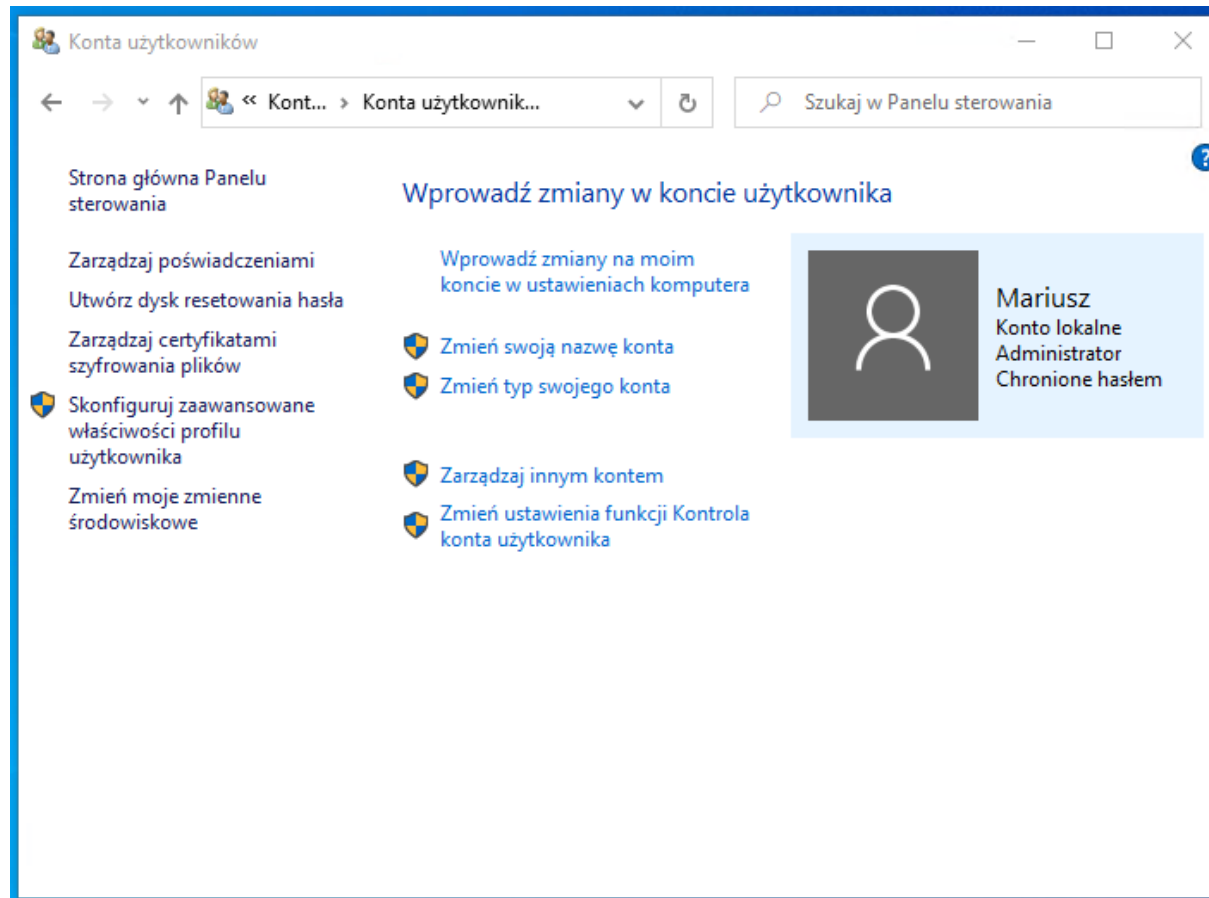 Konta użytkowników
« Kont... › Konta użytkownik...
Szukaj w Panelu sterowania
?
Strona główna Panelu
sterowania
Zarządzaj poświadczeniami
Utwórz dysk resetowania hasła
Zarządzaj certyfikatami
szyfrowania plików
Skonfiguruj zaawansowane
właściwości profilu
użytkownika
Zmień moje zmienne
środowiskowe
Wprowadź zmiany w koncie użytkownika
Wprowadź zmiany na moim
koncie w ustawieniach komputera
Zmień swoją nazwę konta
Zmień typ swojego konta
Zarządzaj innym kontem
Zmień ustawienia funkcji Kontrola
konta użytkownika
Mariusz
Konto lokalne
Administrator
Chronione hasłem